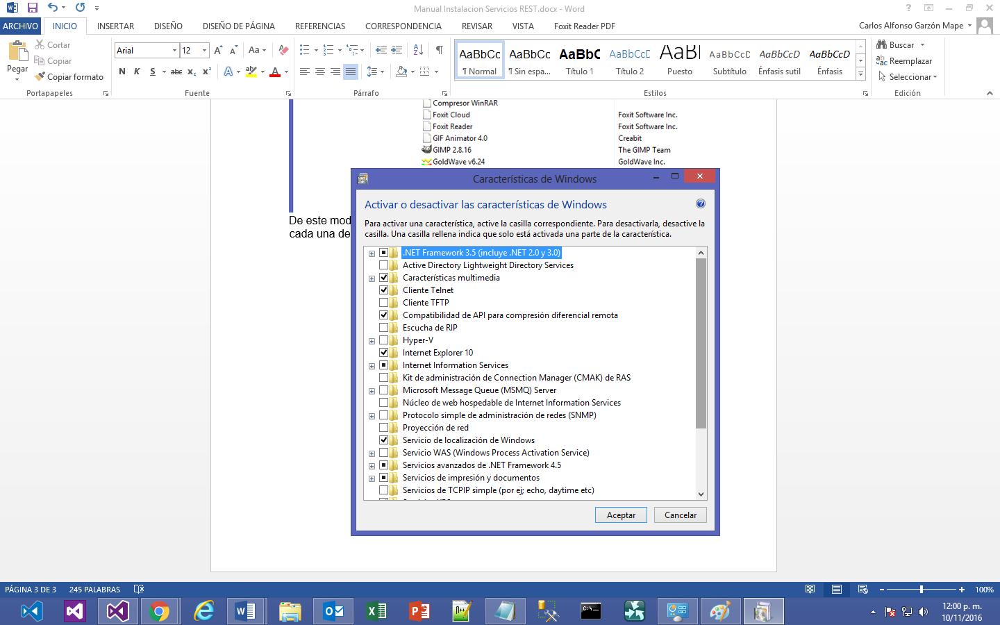 Manual Instalacion Servicios REST.docx - Word
ARCHIVO INICIO INSERTAR DISEÑO DISEÑO DE PÁGINA REFERENCIAS CORRESPONDENCIA REVISAR VISTA Foxit Reader PDF Carlos Alfonso Garzón Mape
Pegar
Cortar
Copiar
Copiar formato
Portapapeles
Arial 12
N K S abc x₂ x²
Fuente
Párrafo
AaBbCc AaBbCc AaBbC AaBbCcD AaBb AaBbCcD AaBbCcD AaBbCcD
¶ Normal ¶ Sin espa... Título 1 Título 2 Puesto Subtítulo Énfasis sutil Énfasis
Estilos
Buscar
Reemplazar
Seleccionar
Edición
Compresor WinRAR
Foxit Cloud Foxit Software Inc.
Foxit Reader Foxit Software Inc.
GIF Animator 4.0 Creabit
GIMP 2.8.16 The GIMP Team
GoldWave v6.24 GoldWave Inc.
De este mod
cada una de
Características de Windows
Activar o desactivar las características de Windows
Para activar una característica, active la casilla correspondiente. Para desactivarla, desactive la
casilla. Una casilla rellena indica que solo está activada una parte de la característica.
.NET Framework 3.5 (incluye .NET 2.0 y 3.0)
Active Directory Lightweight Directory Services
Características multimedia
Cliente Telnet
Cliente TFTP
Compatibilidad de API para compresión diferencial remota
Escucha de RIP
Hyper-V
Internet Explorer 10
Internet Information Services
Kit de administración de Connection Manager (CMAK) de RAS
Microsoft Message Queue (MSMQ) Server
Núcleo de web hospedable de Internet Information Services
Protocolo simple de administración de redes (SNMP)
Proyección de red
Servicio de localización de Windows
Servicio WAS (Windows Process Activation Service)
Servicios avanzados de .NET Framework 4.5
Servicios de impresión y documentos
Servicios de TCPIP simple (por ej; echo, daytime etc)
Aceptar Cancelar
PÁGINA 3 DE 3 245 PALABRAS 100%
12:00 p. m.
10/11/2016